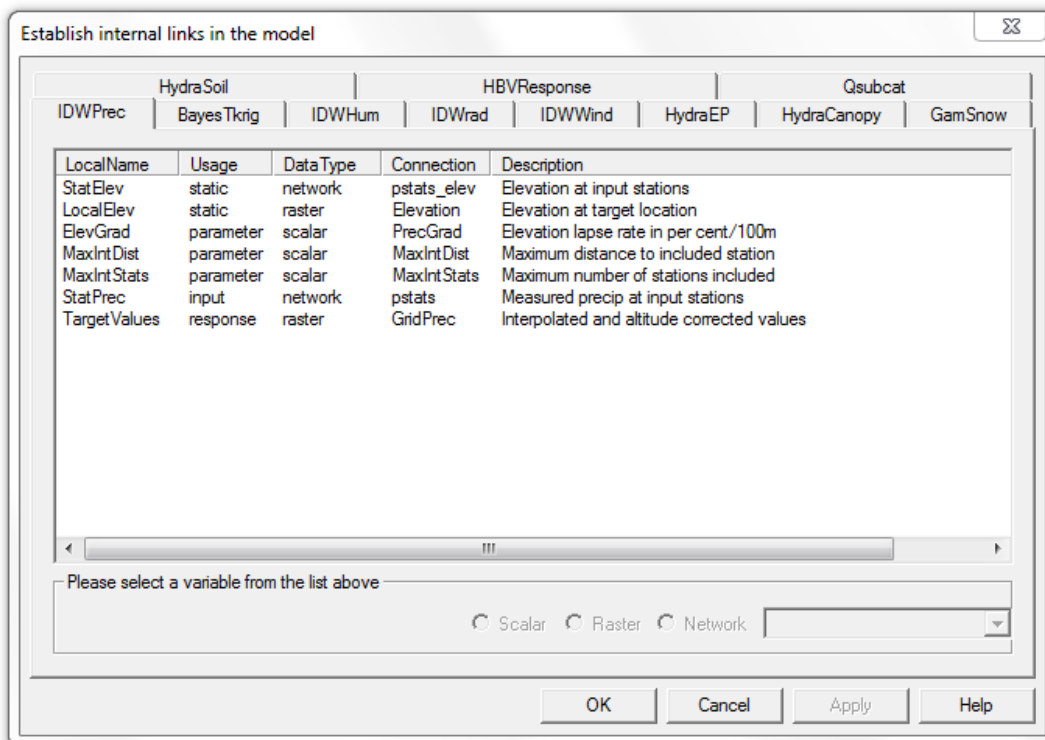 Establish internal links in the model
HydraSoil HBVResponse Qsubcat
IDWPrec BayesTkrig IDWHum IDWrad IDWWind HydraEP HydraCanopy GamSnow
LocalName Usage DataType Connection Description
StatElev static network pstats_elev Elevation at input stations
LocalElev static raster Elevation Elevation at target location
ElevGrad parameter scalar PrecGrad Elevation lapse rate in per cent/100m
MaxIntDist parameter scalar MaxIntDist Maximum distance to included station
MaxIntStats parameter scalar MaxIntStats Maximum number of stations included
StatPrec input network pstats Measured precip at input stations
TargetValues response raster GridPrec Interpolated and altitude corrected values
Please select a variable from the list above
Scalar Raster Network
OK Cancel Apply Help